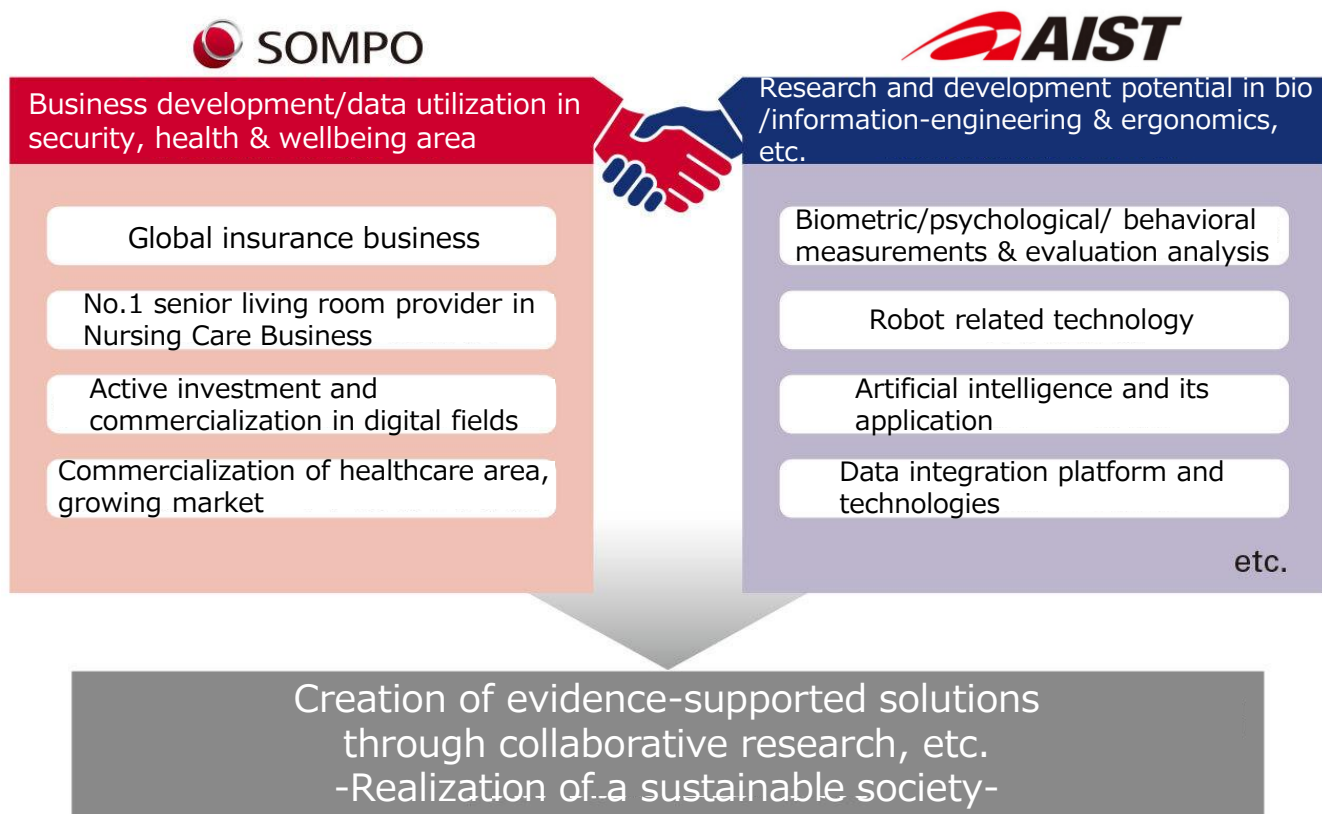 SOMPO
Business development/data utilization in
security, health & wellbeing area
Global insurance business
No.1 senior living room provider in
Nursing Care Business
Active investment and
commercialization in digital fields
Commercialization of healthcare area,
growing market
AIST
Research and development potential in bio
/information-engineering & ergonomics,
etc.
Biometric/psychological/ behavioral
measurements & evaluation analysis
Robot related technology
Artificial intelligence and its
application
Data integration platform and
technologies
etc.
Creation of evidence-supported solutions
through collaborative research, etc.
-Realization of a sustainable society-